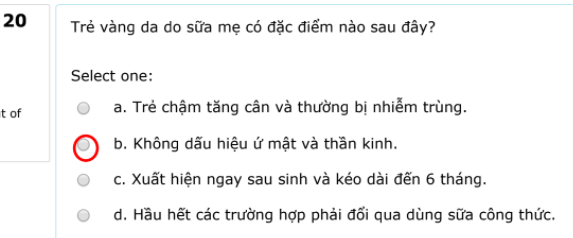 20
Trẻ vàng da do sữa mẹ có đặc điểm nào sau đây?
Select one:
t of
a. Trẻ chậm tăng cân và thường bị nhiễm trùng.
b. Không dấu hiệu ứ mật và thần kinh.
c. Xuất hiện ngay sau sinh và kéo dài đến 6 tháng.
d. Hầu hết các trường hợp phải đổi qua dùng sữa công thức.